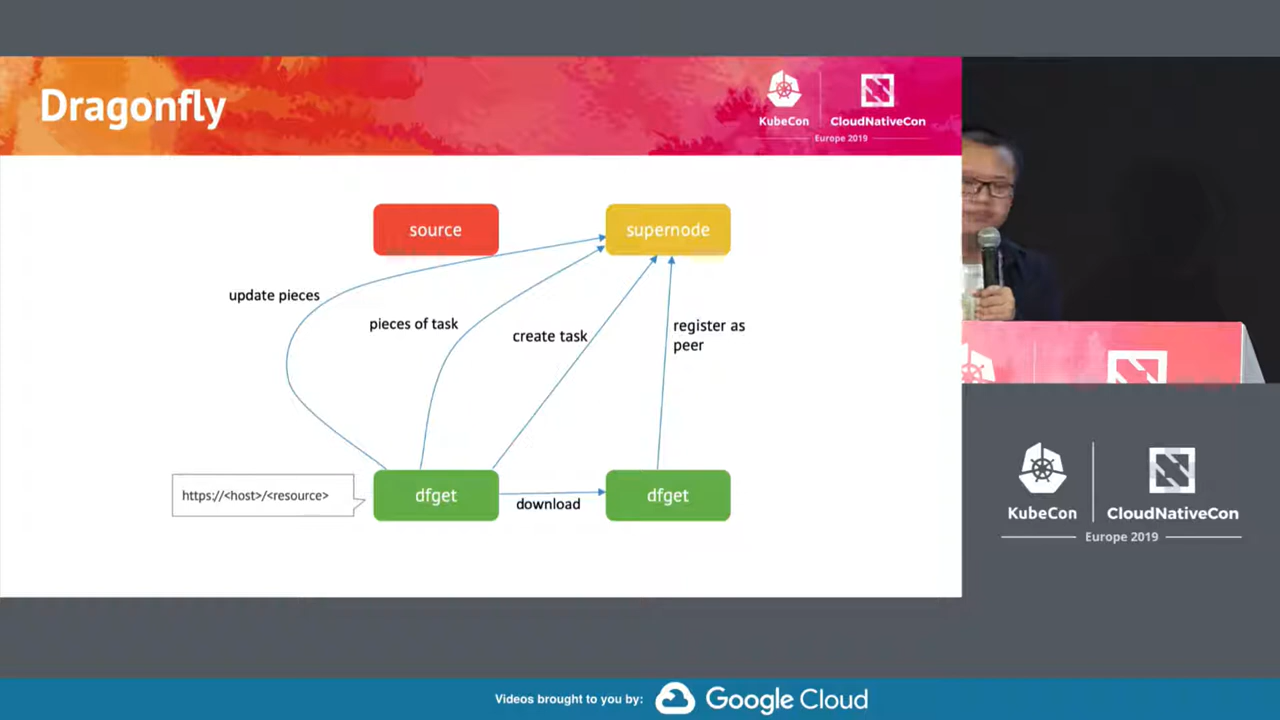 Dragonfly
KubeCon
CloudNativeCon
Europe 2019
source
supernode
update pieces
pieces of task
create task
register as
peer
https://<host>/<resource>
dfget
download
dfget
KubeCon
CloudNativeCon
Europe 2019
Videos brought to you by:
Google Cloud